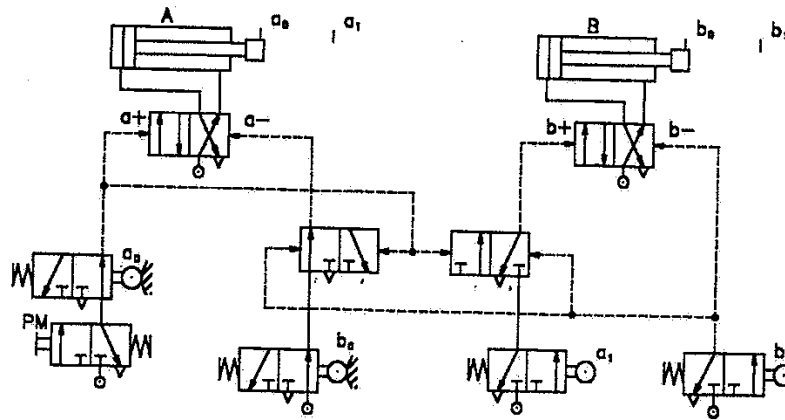 A a₀ a₁ B b₀ b₁
a+ a− b+ b−
a₀
PM
b₀ a₁ b